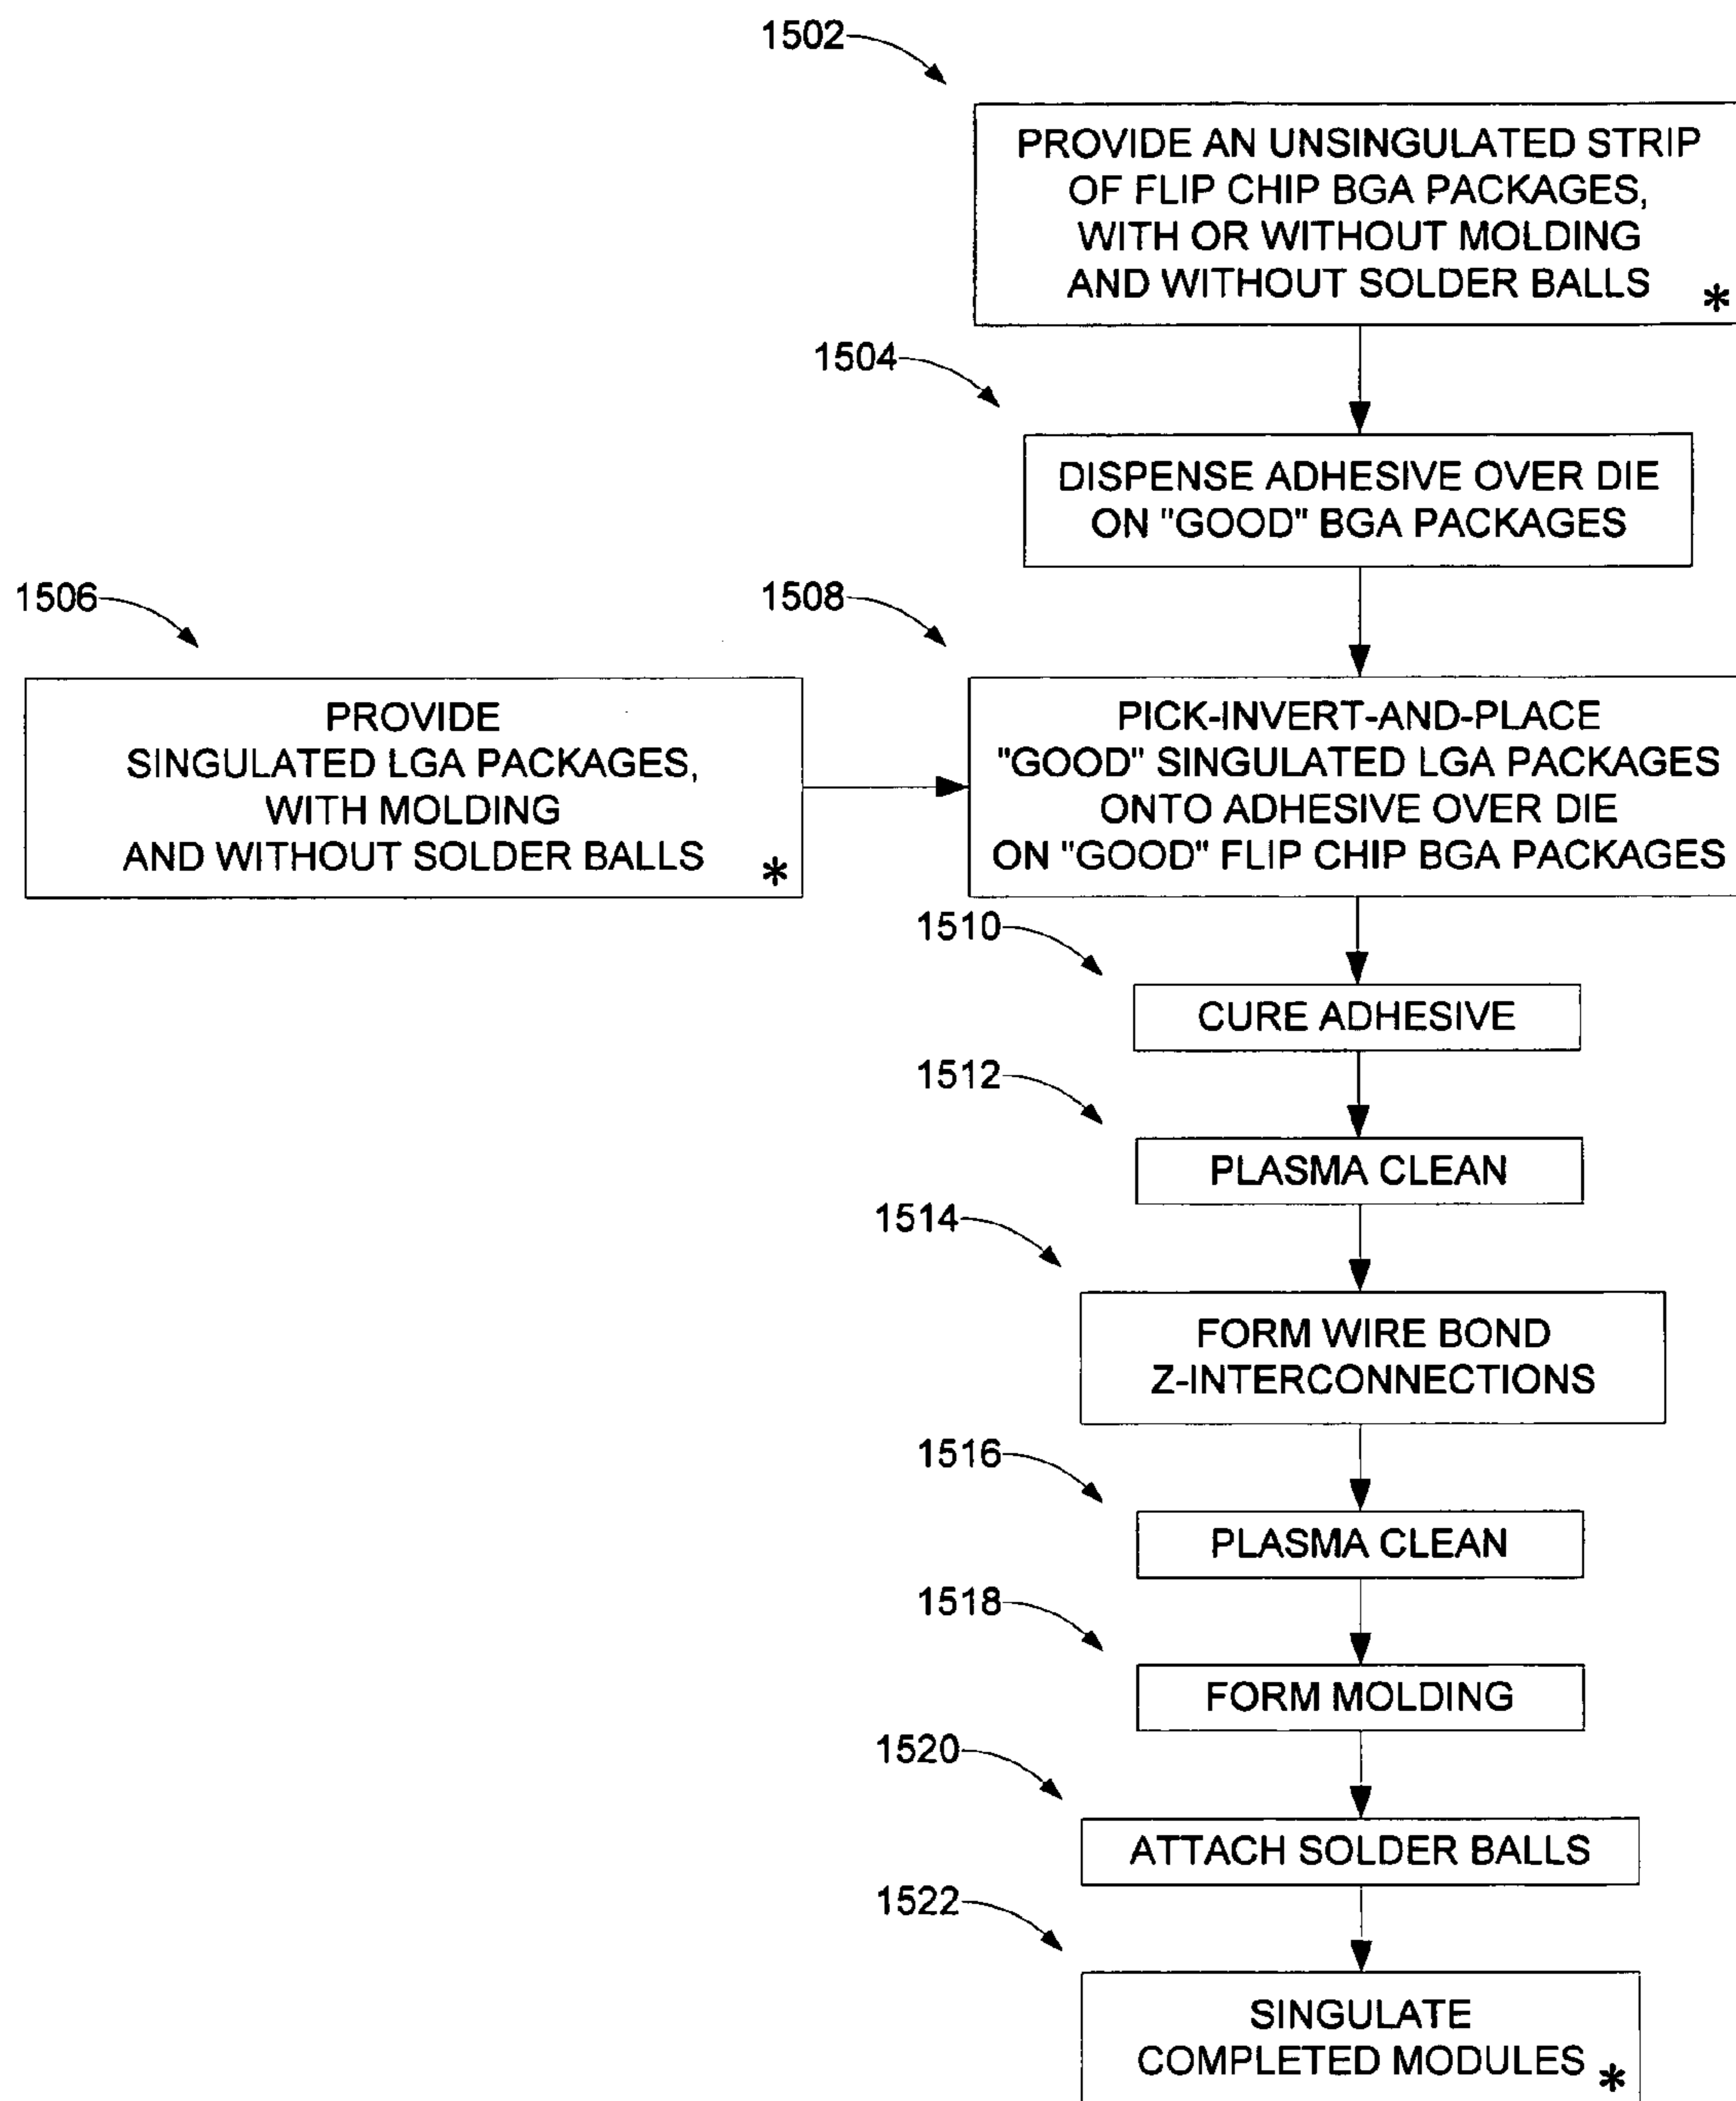 1502
PROVIDE AN UNSINGULATED STRIP
OF FLIP CHIP BGA PACKAGES,
WITH OR WITHOUT MOLDING
AND WITHOUT SOLDER BALLS *
1504
DISPENSE ADHESIVE OVER DIE
ON "GOOD" BGA PACKAGES
1506
PROVIDE
SINGULATED LGA PACKAGES,
WITH MOLDING
AND WITHOUT SOLDER BALLS *
1508
PICK-INVERT-AND-PLACE
"GOOD" SINGULATED LGA PACKAGES
ONTO ADHESIVE OVER DIE
ON "GOOD" FLIP CHIP BGA PACKAGES
1510
CURE ADHESIVE
1512
PLASMA CLEAN
1514
FORM WIRE BOND
Z-INTERCONNECTIONS
1516
PLASMA CLEAN
1518
FORM MOLDING
1520
ATTACH SOLDER BALLS
1522
SINGULATE
COMPLETED MODULES *